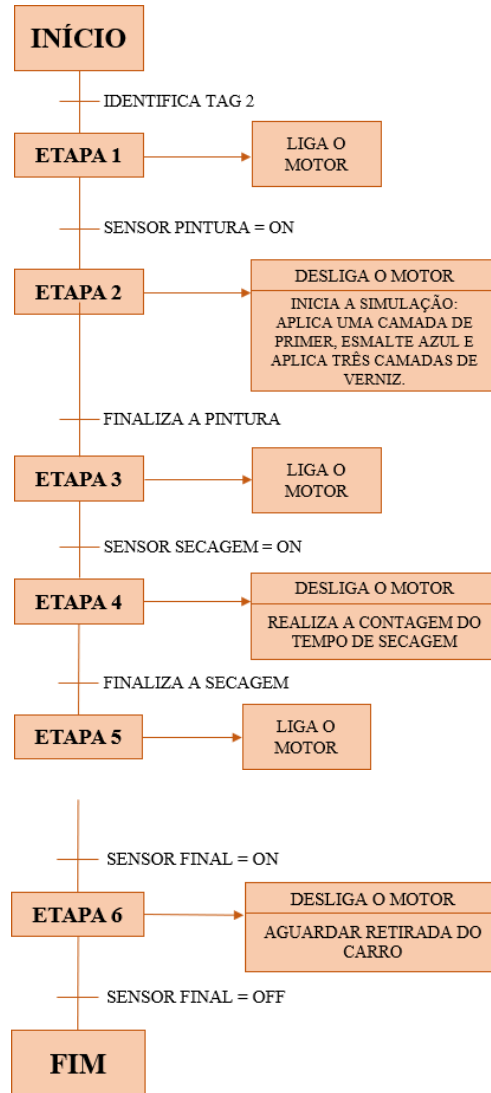 INÍCIO
IDENTIFICA TAG 2
ETAPA 1
LIGA O
MOTOR
SENSOR PINTURA = ON
ETAPA 2
DESLIGA O MOTOR
INICIA A SIMULAÇÃO:
APLICA UMA CAMADA DE
PRIMER, ESMALTE AZUL E
APLICA TRÊS CAMADAS DE
VERNIZ.
FINALIZA A PINTURA
ETAPA 3
LIGA O
MOTOR
SENSOR SECAGEM = ON
ETAPA 4
DESLIGA O MOTOR
REALIZA A CONTAGEM DO
TEMPO DE SECAGEM
FINALIZA A SECAGEM
ETAPA 5
LIGA O
MOTOR
SENSOR FINAL = ON
ETAPA 6
DESLIGA O MOTOR
AGUARDAR RETIRADA DO
CARRO
SENSOR FINAL = OFF
FIM